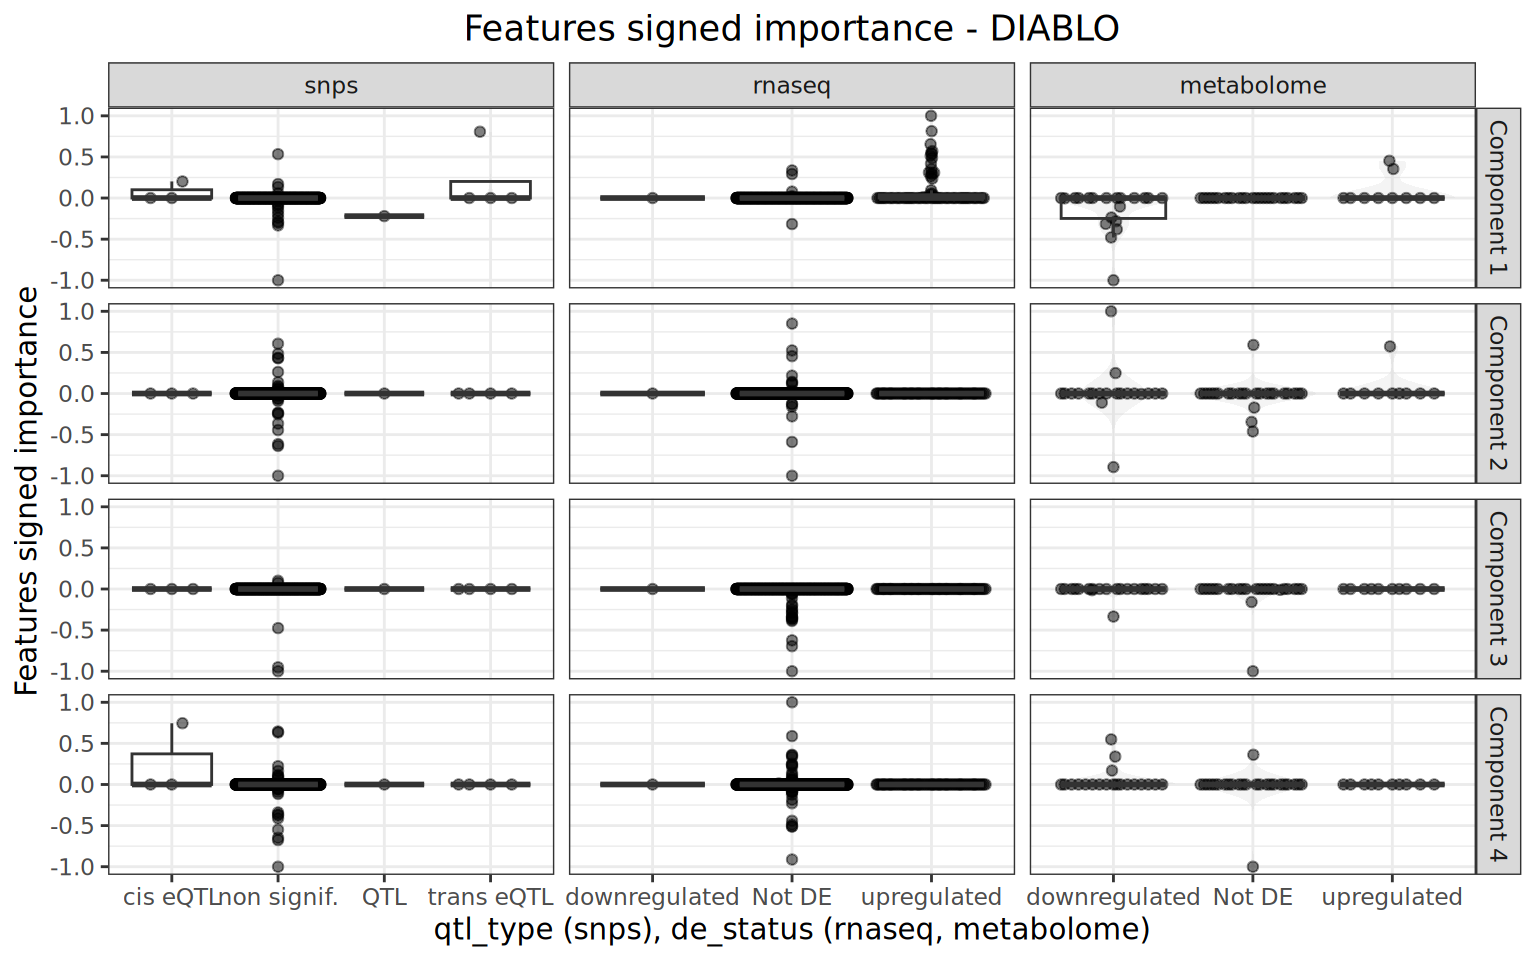 Features signed importance - DIABLO
snps rnaseq metabolome
Features signed importance
1.0
0.5
0.0
-0.5
-1.0
Component 1
1.0
0.5
0.0
-0.5
-1.0
Component 2
1.0
0.5
0.0
-0.5
-1.0
Component 3
1.0
0.5
0.0
-0.5
-1.0
Component 4
cis eQTL non signif. QTL trans eQTL downregulated Not DE upregulated downregulated Not DE upregulated
qtl_type (snps), de_status (rnaseq, metabolome)